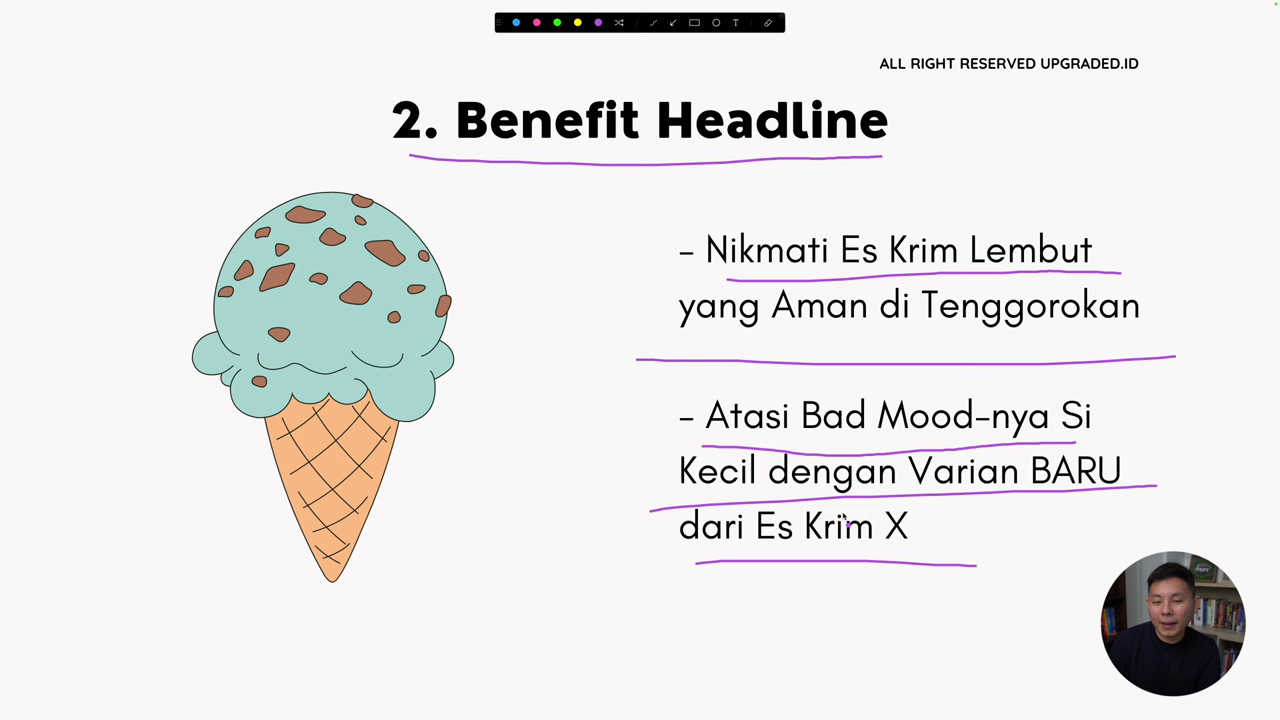 ALL RIGHT RESERVED UPGRADED.ID
2. Benefit Headline
- Nikmati Es Krim Lembut
yang Aman di Tenggorokan
- Atasi Bad Mood-nya Si
Kecil dengan Varian BARU
dari Es Krim X